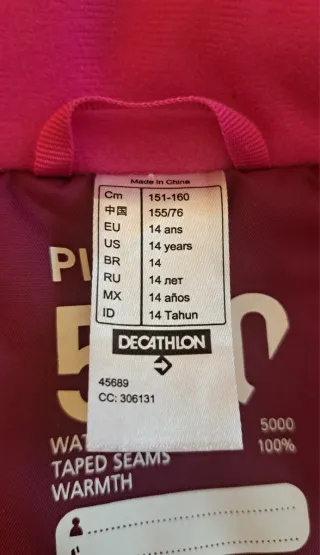 Made in China
Cm 151-160
中国 155/76
EU 14 ans
US 14 years
BR 14
RU 14 лет
MX 14 años
ID 14 Tahun
DECATHLON
45689
CC: 306131
5000
100%
TAPED SEAMS
WARMTH